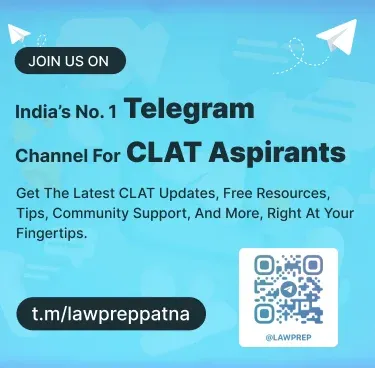 JOIN US ON
India's No. 1 Telegram
Channel For CLAT Aspirants
Get The Latest CLAT Updates, Free Resources,
Tips, Community Support, And More, Right At Your
Fingertips.
t.m/lawpreppatna
@LAWPREP